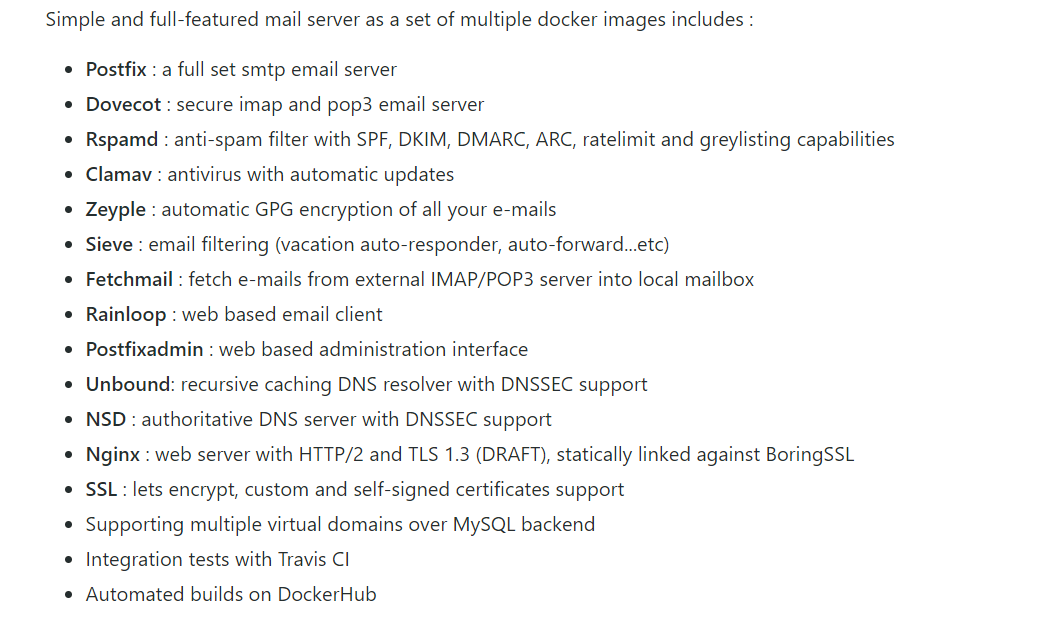 Simple and full-featured mail server as a set of multiple docker images includes :
• Postfix : a full set smtp email server
• Dovecot : secure imap and pop3 email server
• Rspamd : anti-spam filter with SPF, DKIM, DMARC, ARC, ratelimit and greylisting capabilities
• Clamav : antivirus with automatic updates
• Zeyple : automatic GPG encryption of all your e-mails
• Sieve : email filtering (vacation auto-responder, auto-forward...etc)
• Fetchmail : fetch e-mails from external IMAP/POP3 server into local mailbox
• Rainloop : web based email client
• Postfixadmin : web based administration interface
• Unbound: recursive caching DNS resolver with DNSSEC support
• NSD : authoritative DNS server with DNSSEC support
• Nginx : web server with HTTP/2 and TLS 1.3 (DRAFT), statically linked against BoringSSL
• SSL : lets encrypt, custom and self-signed certificates support
• Supporting multiple virtual domains over MySQL backend
• Integration tests with Travis CI
• Automated builds on DockerHub